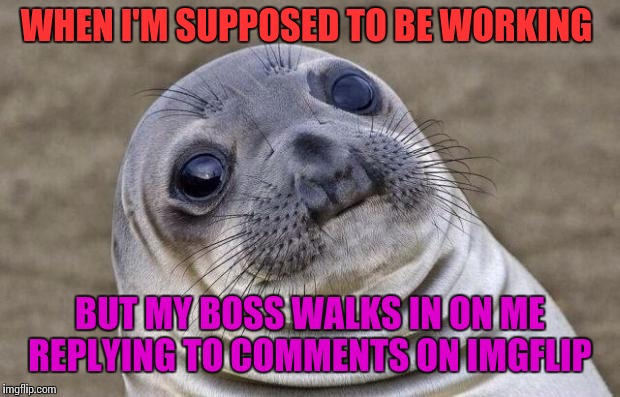 WHEN I'M SUPPOSED TO BE WORKING
BUT MY BOSS WALKS IN ON ME
REPLYING TO COMMENTS ON IMGFLIP
imgflip.com